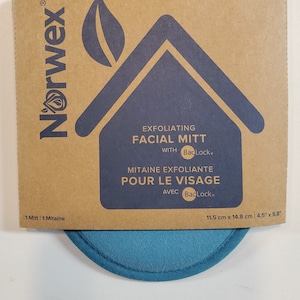 Norwex®
EXFOLIATING
FACIAL MITT
WITH BacLock®
MITAINE EXFOLIANTE
POUR LE VISAGE
AVEC BacLock®
1 Mitt | 1 Mitaine
11.5 cm x 14.8 cm | 4.5" x 5.8"